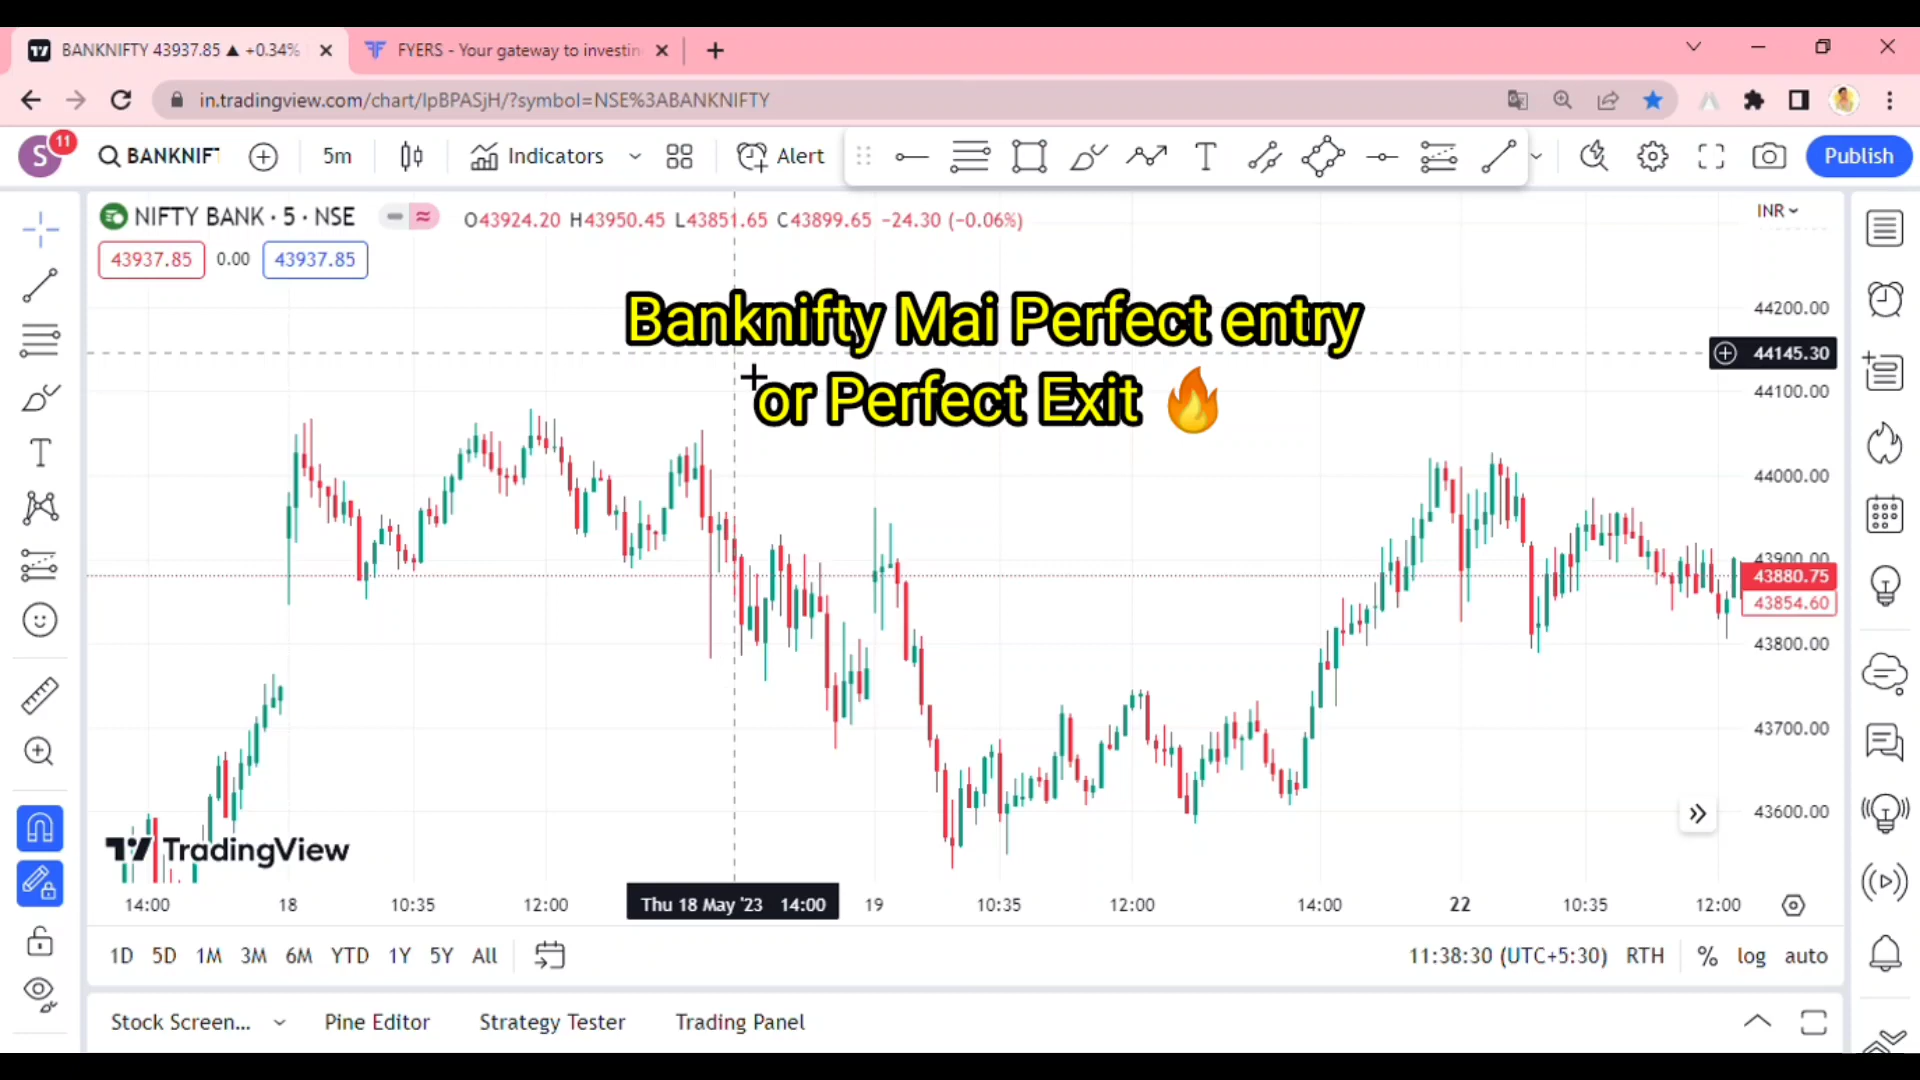 BANKNIFTY 43937.85 ▲ +0.34%
FYERS - Your gateway to investin
in.tradingview.com/chart/lpBPASjH/?symbol=NSE%3ABANKNIFTY
S 11 BANKNIFT 5m Indicators Alert Publish
NIFTY BANK · 5 · NSE O43924.20 H43950.45 L43851.65 C43899.65 −24.30 (−0.06%) INR
43937.85 0.00 43937.85
Banknifty Mai Perfect entry
or Perfect Exit 🔥
44200.00
44145.30
44100.00
44000.00
43900.00
43880.75
43854.60
43800.00
43700.00
43600.00
TradingView
14:00 18 10:35 12:00 Thu 18 May '23 14:00 19 10:35 12:00 14:00 22 10:35 12:00
1D 5D 1M 3M 6M YTD 1Y 5Y All 11:38:30 (UTC+5:30) RTH % log auto
Stock Screen... Pine Editor Strategy Tester Trading Panel